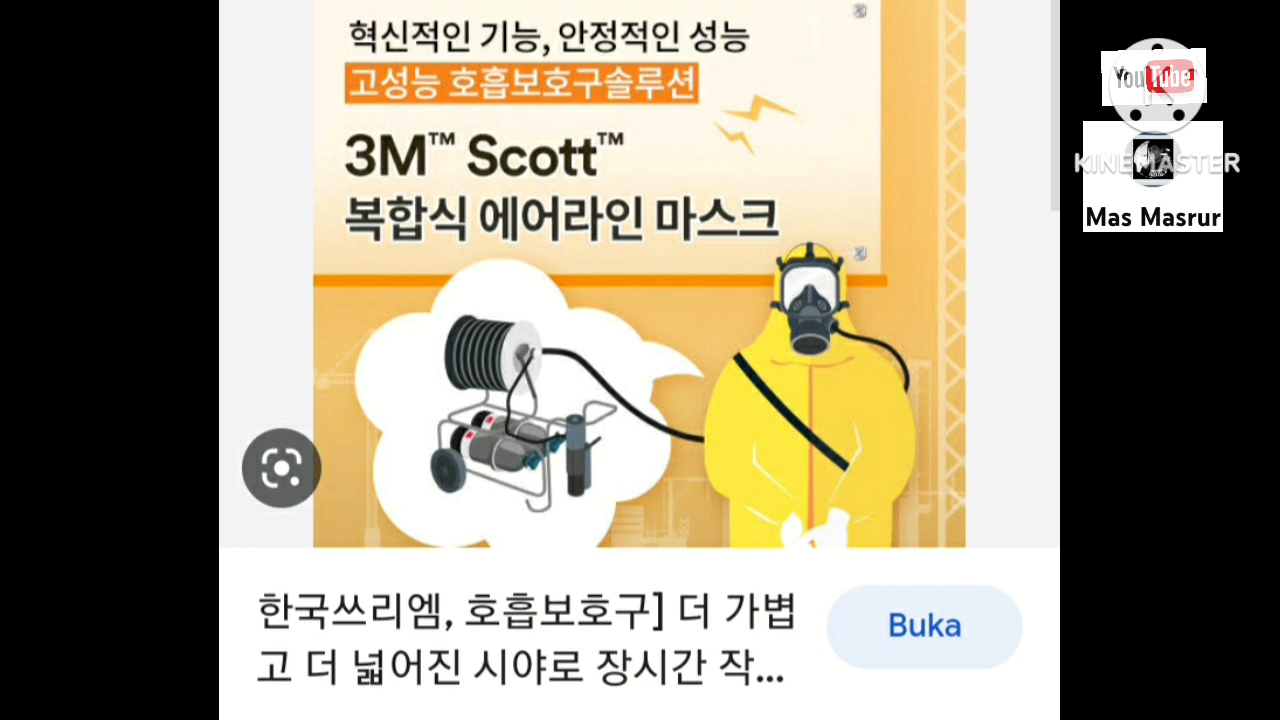 혁신적인 기능, 안정적인 성능
고성능 호흡보호구솔루션
3M™ Scott™
복합식 에어라인 마스크
YouTube
KINEMASTER
Mas Masrur
한국쓰리엠, 호흡보호구] 더 가볍
고 더 넓어진 시야로 장시간 작...
Buka